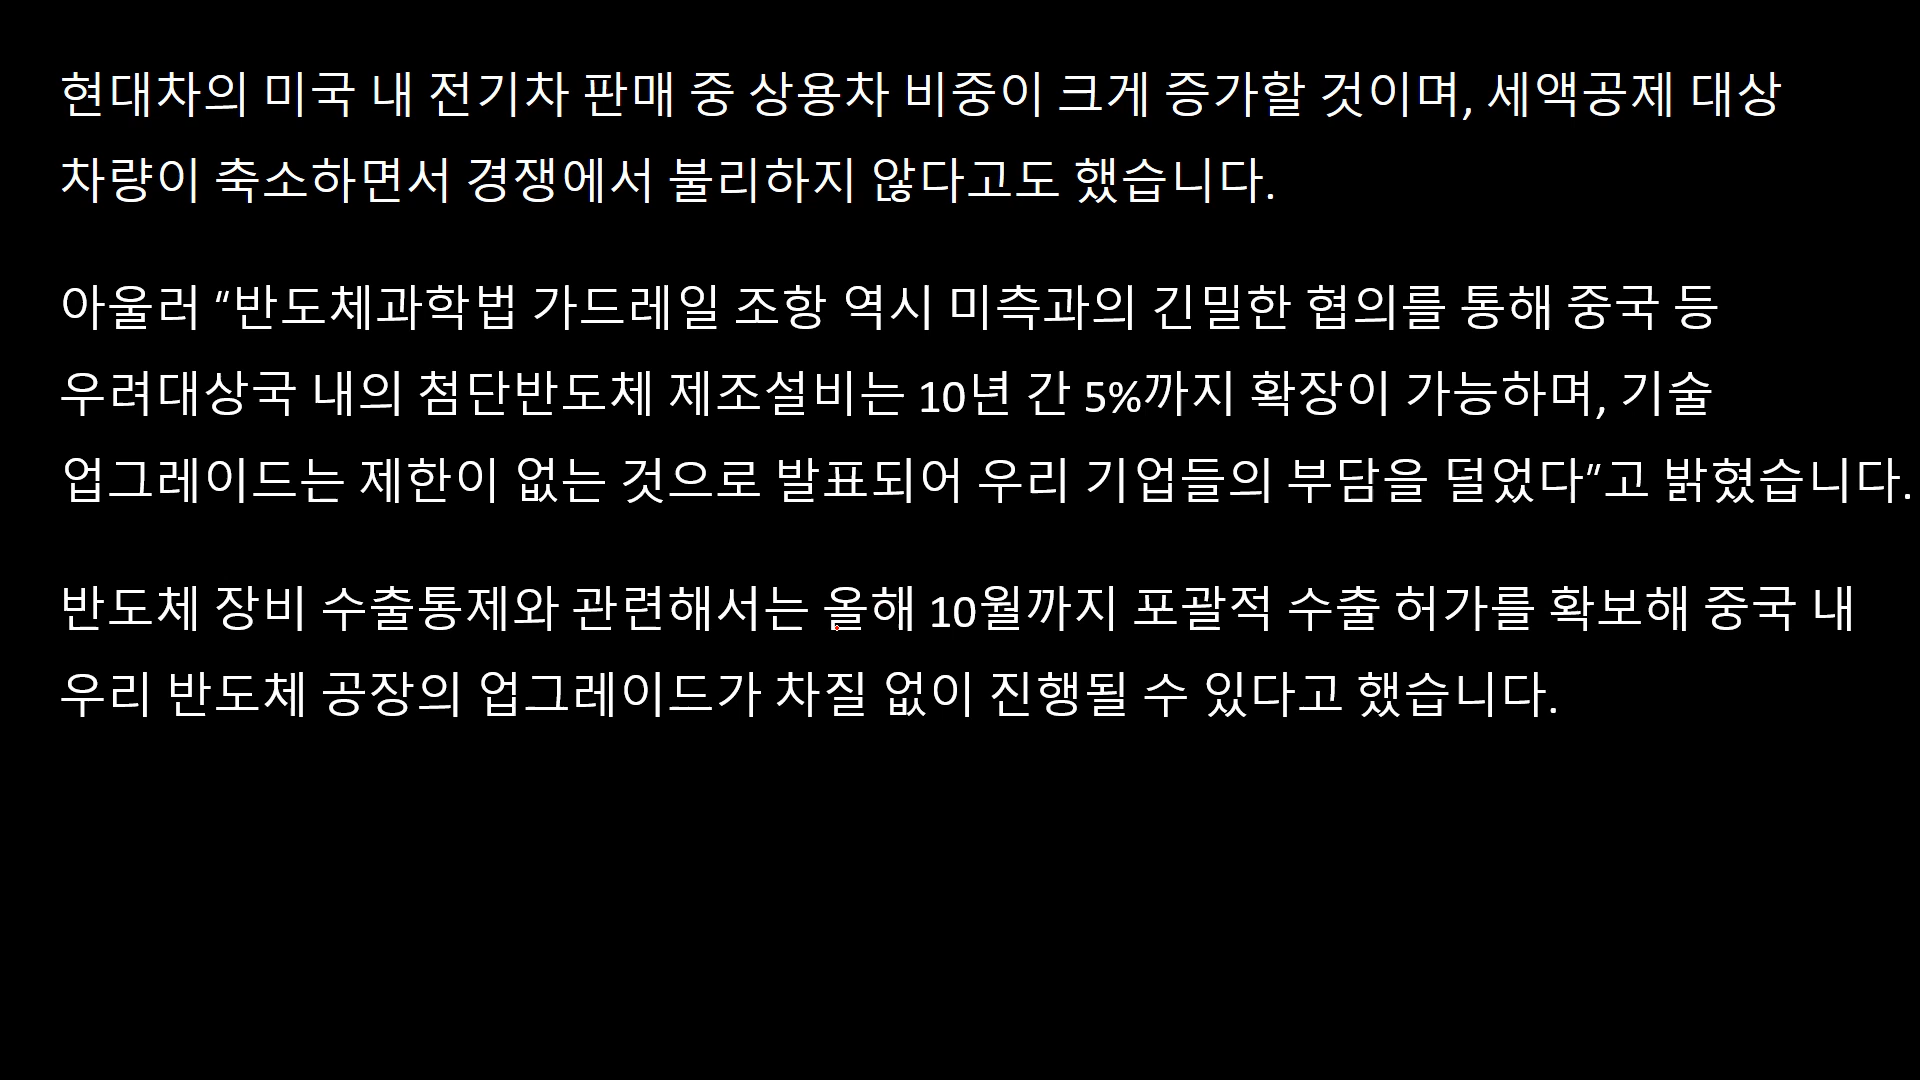 현대차의 미국 내 전기차 판매 중 상용차 비중이 크게 증가할 것이며, 세액공제 대상
차량이 축소하면서 경쟁에서 불리하지 않다고도 했습니다.
아울러 “반도체과학법 가드레일 조항 역시 미측과의 긴밀한 협의를 통해 중국 등
우려대상국 내의 첨단반도체 제조설비는 10년 간 5%까지 확장이 가능하며, 기술
업그레이드는 제한이 없는 것으로 발표되어 우리 기업들의 부담을 덜었다”고 밝혔습니다.
반도체 장비 수출통제와 관련해서는 올해 10월까지 포괄적 수출 허가를 확보해 중국 내
우리 반도체 공장의 업그레이드가 차질 없이 진행될 수 있다고 했습니다.